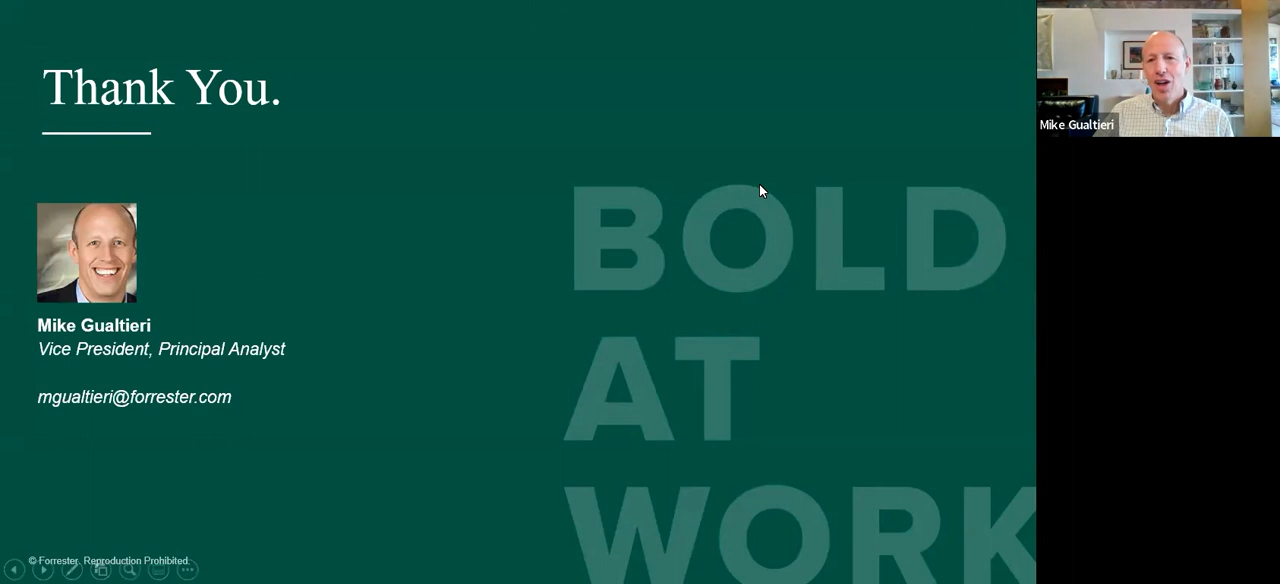 Thank You.
Mike Gualtieri
BOLD
Mike Gualtieri
Vice President, Principal Analyst
AT
mgualtieri@forrester.com
WORK
© Forrester. Reproduction Prohibited.